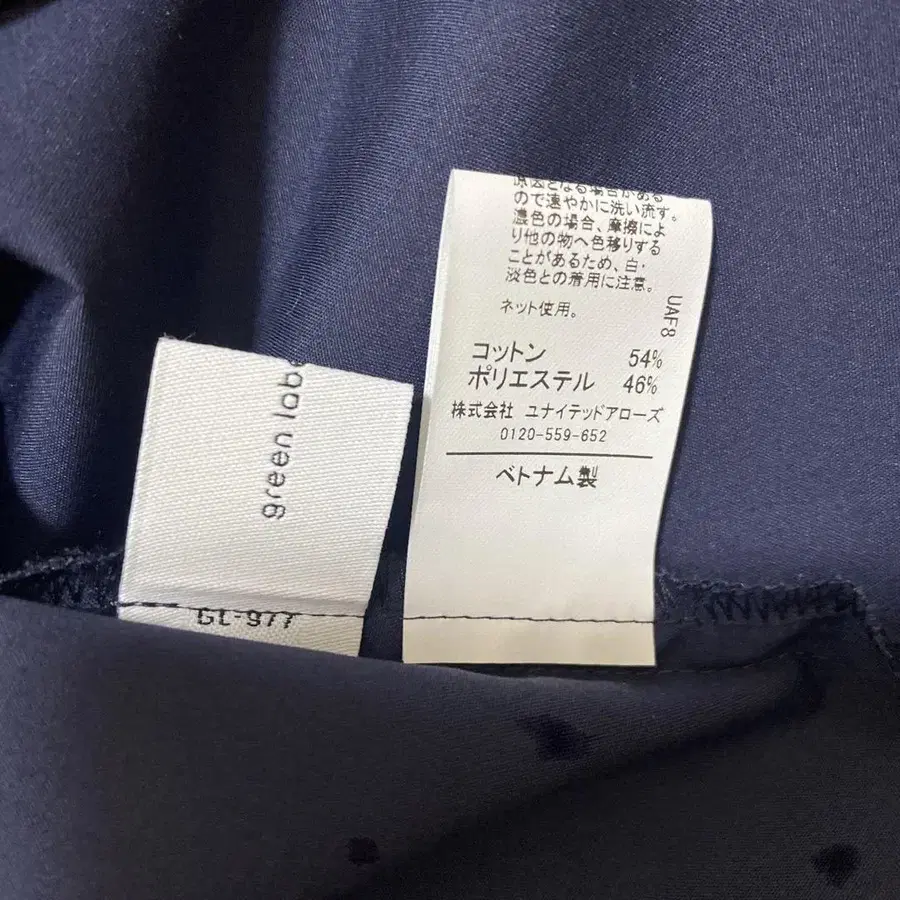 原因となる場合がある
ので速やかに洗い流す。
濃色の場合、摩擦によ
り他の物へ色移りする
ことがあるため、白・
淡色との着用に注意。
ネット使用。
UAF8
コットン 54%
ポリエステル 46%
株式会社 ユナイテッドアローズ
0120-559-652
ベトナム製
green
GL-977